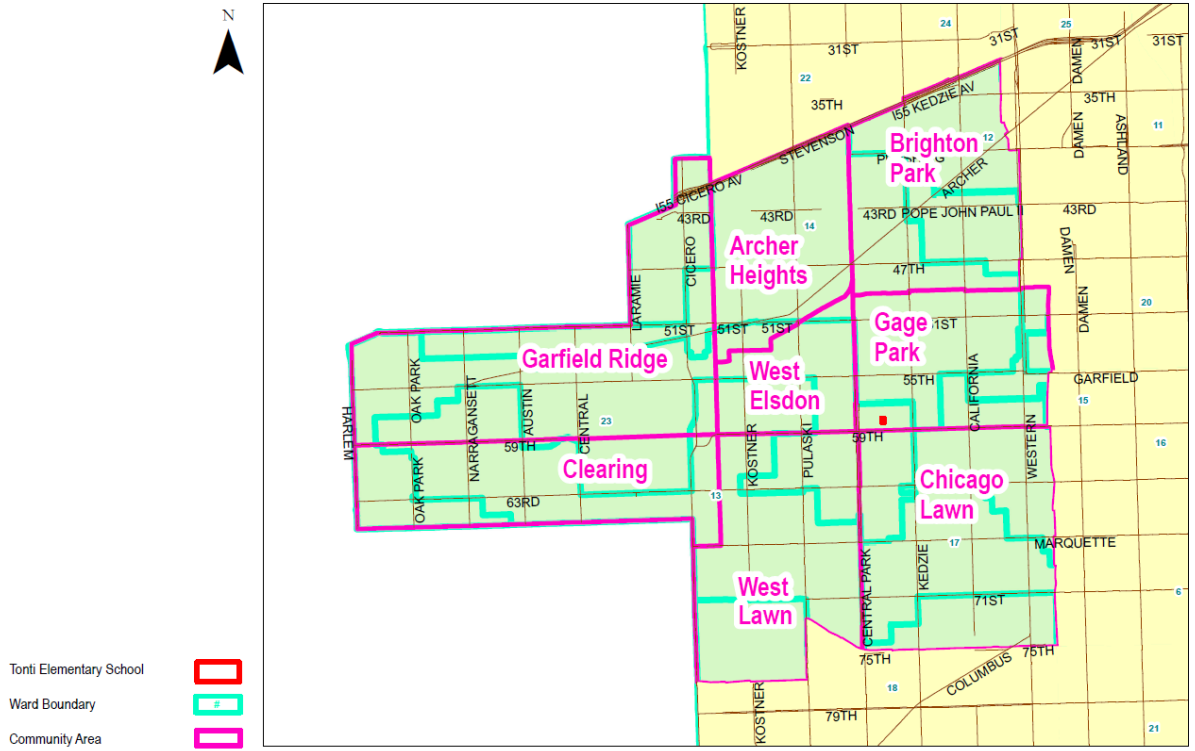 N
KOSTNER
24
25
31ST
31ST
31ST
31ST
DAMEN
22
35TH
35TH
I55 KEDZIE AV
STEVENSON
12
11
DAMEN
ASHLAND
Brighton
Park
ARCHER
I55 CICERO AV
43RD
43RD
43RD
POPE JOHN PAUL II
43RD
14
Archer
Heights
CICERO
LARAMIE
47TH
DAMEN
DAMEN
20
51ST
51ST
51ST
Gage
Park
51ST
Garfield Ridge
West
Elsdon
55TH
CALIFORNIA
GARFIELD
15
HARLEM
OAK PARK
NARRAGANSETT
AUSTIN
CENTRAL
23
59TH
KOSTNER
PULASKI
59TH
WESTERN
16
Clearing
OAK PARK
63RD
13
Chicago
Lawn
17
MARQUETTE
CENTRAL PARK
KEDZIE
West
Lawn
71ST
6
75TH
75TH
COLUMBUS
18
KOSTNER
79TH
21
Tonti Elementary School
Ward Boundary
#
Community Area